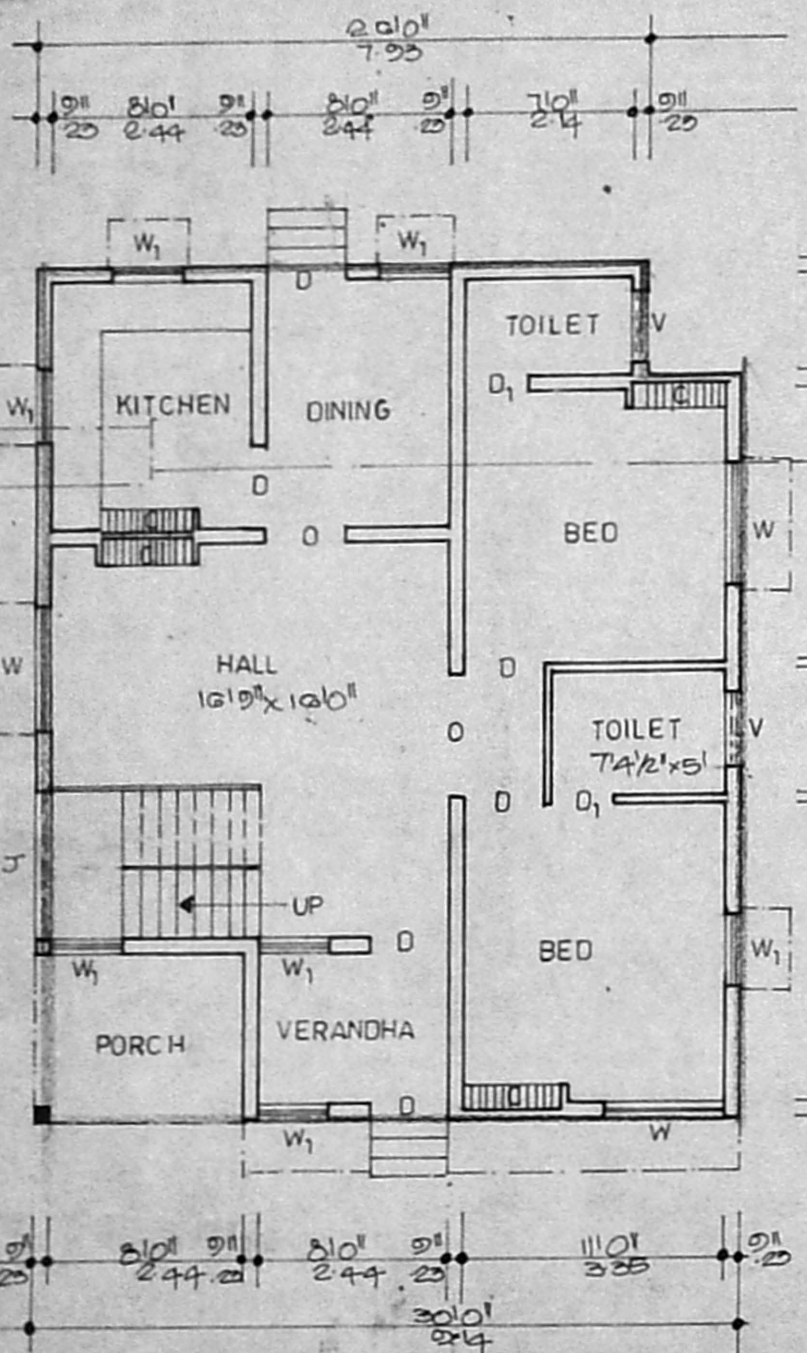 26'0"
7.93
9" 8'0" 9" 8'0" 9" 7'0" 9"
.23 2.44 .23 2.44 .23 2.14 .23
W1 W1
D
TOILET V
D1 C
W1 KITCHEN DINING
D
C D BED W
C
HALL D
W 16'9" x 16'0"
D TOILET V
7'4 1/2" x 5'
D D1
J
UP
D BED W1
W1 W1
PORCH VERANDHA
C
D
W1 W
9" 8'0" 9" 8'0" 9" 11'0" 9"
.23 2.44 .23 2.44 .23 3.35 .23
30'0"
9.14